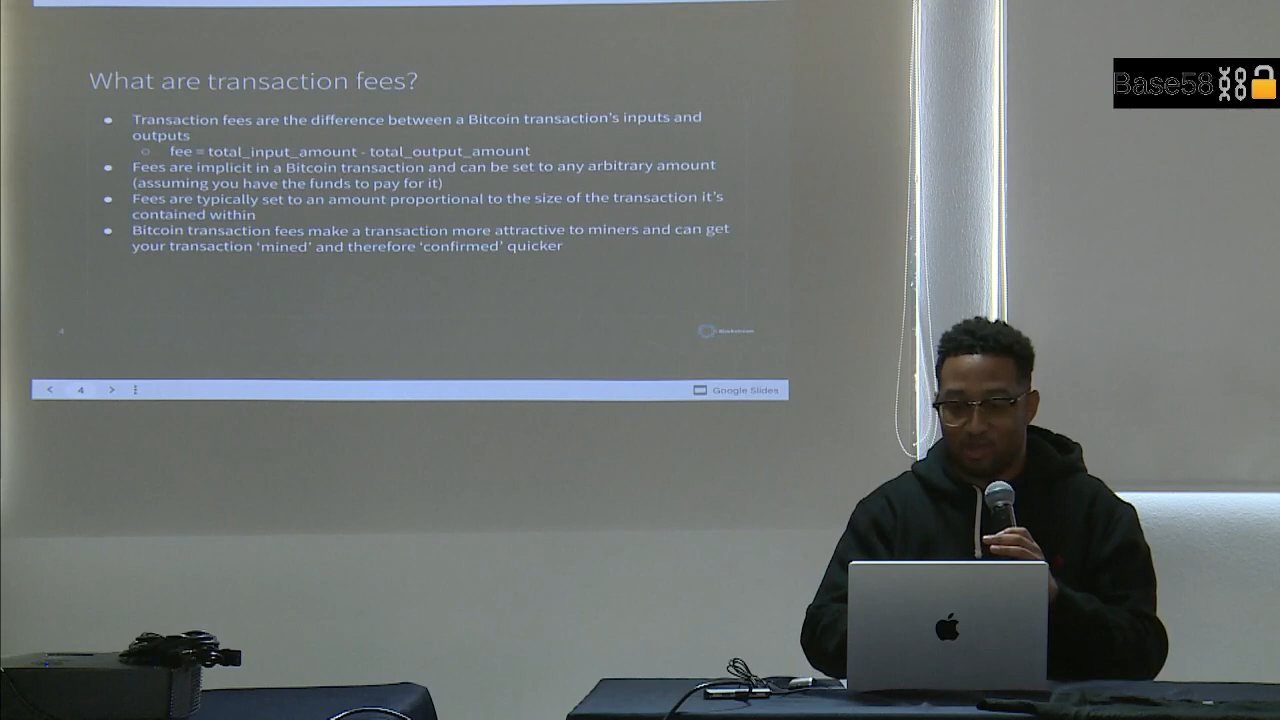 What are transaction fees?
● Transaction fees are the difference between a Bitcoin transaction's inputs and
outputs
○ fee = total_input_amount - total_output_amount
● Fees are implicit in a Bitcoin transaction and can be set to any arbitrary amount
(assuming you have the funds to pay for it)
● Fees are typically set to an amount proportional to the size of the transaction it's
contained within
● Bitcoin transaction fees make a transaction more attractive to miners and can get
your transaction 'mined' and therefore 'confirmed' quicker
4
Blockstream
4
Google Slides
Base58